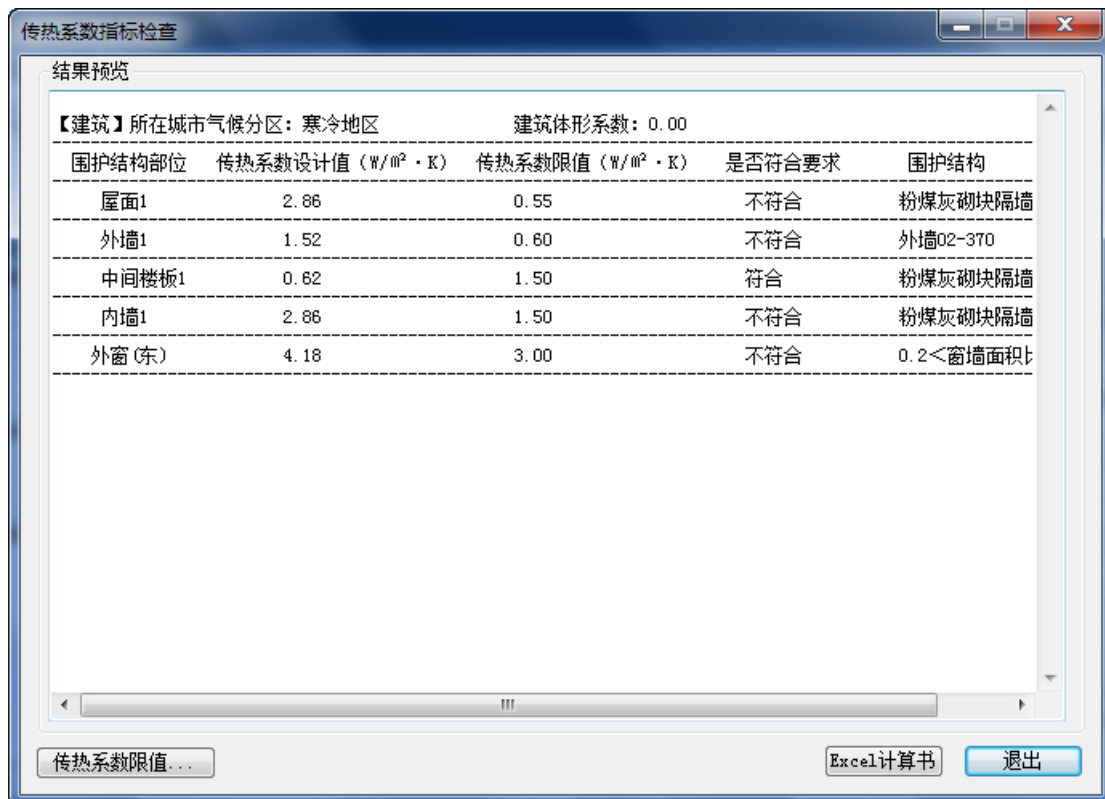 传热系数指标检查
结果预览
【建筑】所在城市气候分区: 寒冷地区 建筑体形系数: 0.00
围护结构部位 传热系数设计值 (W/m²·K) 传热系数限值 (W/m²·K) 是否符合要求 围护结构
屋面1 2.86 0.55 不符合 粉煤灰砌块隔墙
外墙1 1.52 0.60 不符合 外墙02-370
中间楼板1 0.62 1.50 符合 粉煤灰砌块隔墙
内墙1 2.86 1.50 不符合 粉煤灰砌块隔墙
外窗(东) 4.18 3.00 不符合 0.2<窗墙面积比
传热系数限值... Excel计算书 退出